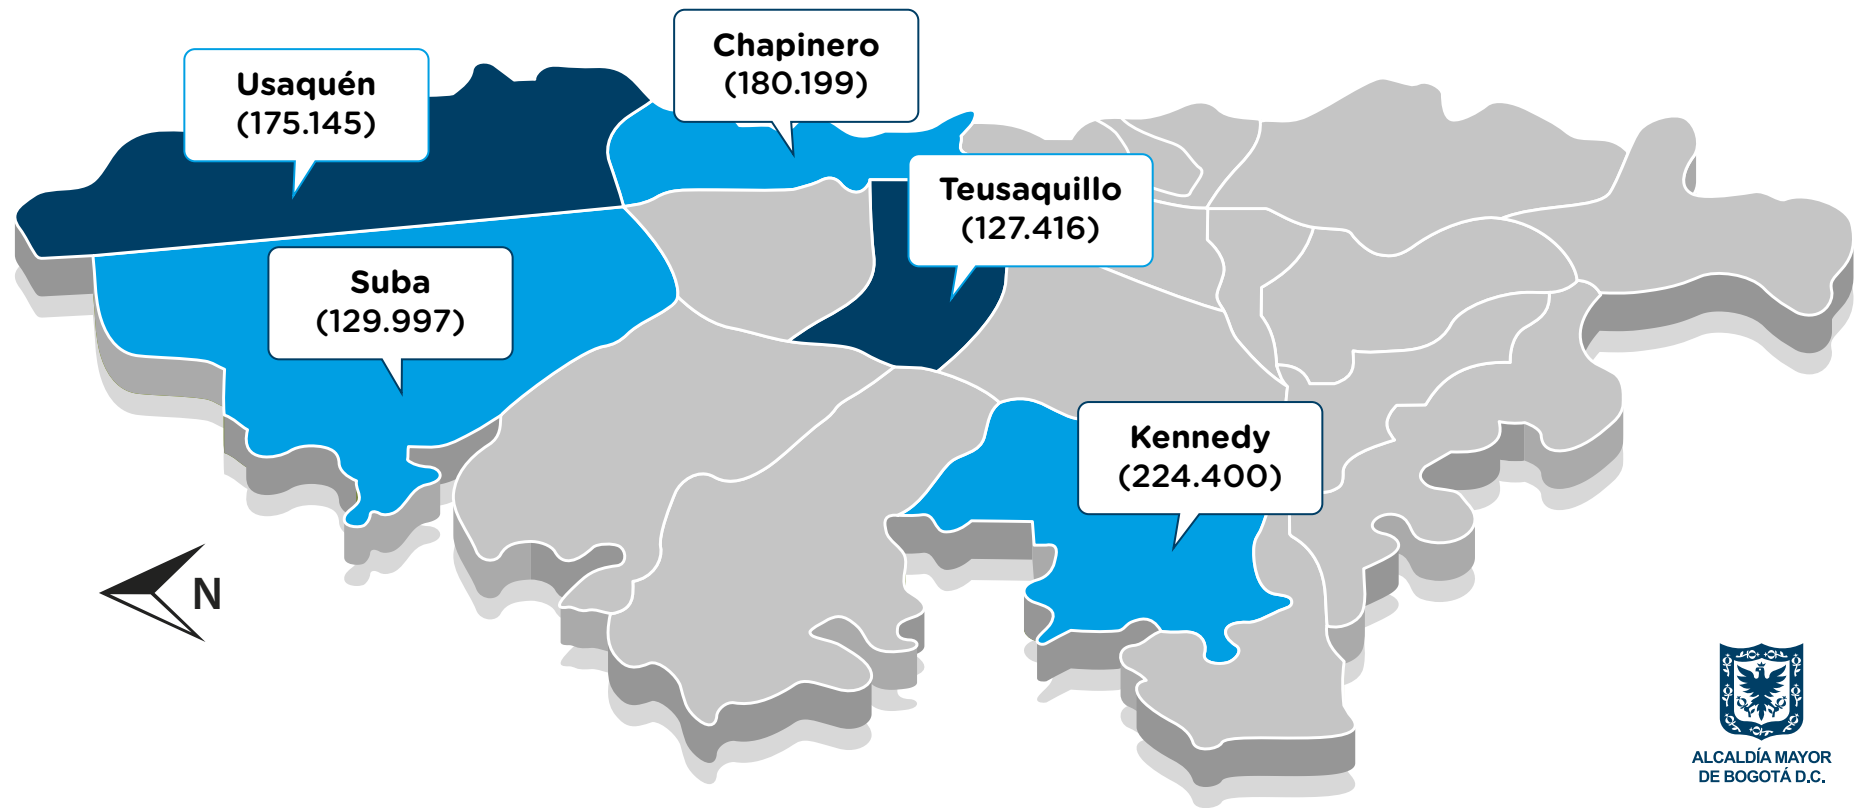 Chapinero
(180.199)
Usaquén
(175.145)
Teusaquillo
(127.416)
Suba
(129.997)
Kennedy
(224.400)
N
ALCALDÍA MAYOR
DE BOGOTÁ D.C.